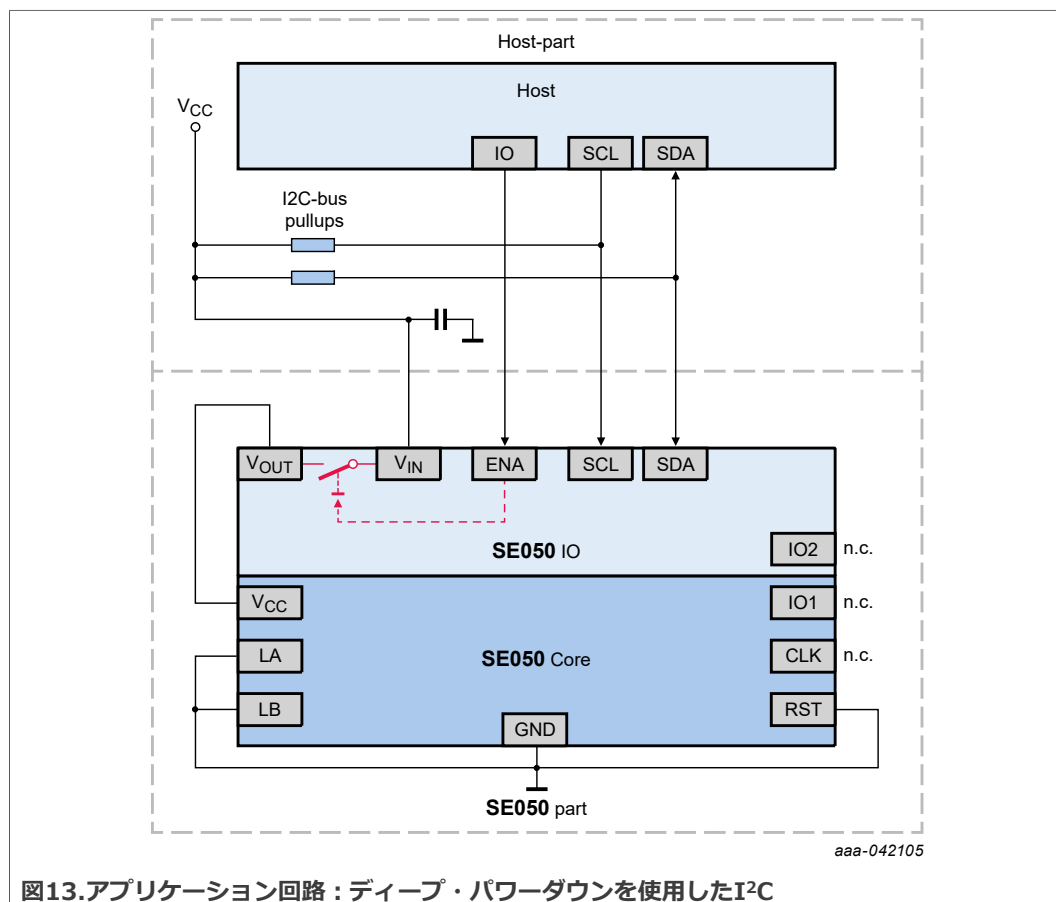 Host-part
Host
VCC
IO SCL SDA
I2C-bus
pullups
VOUT VIN ENA SCL SDA
SE050 IO
IO2 n.c.
VCC IO1 n.c.
LA SE050 Core CLK n.c.
LB RST
GND
SE050 part
aaa-042105
図13.アプリケーション回路：ディープ・パワーダウンを使用したI²C